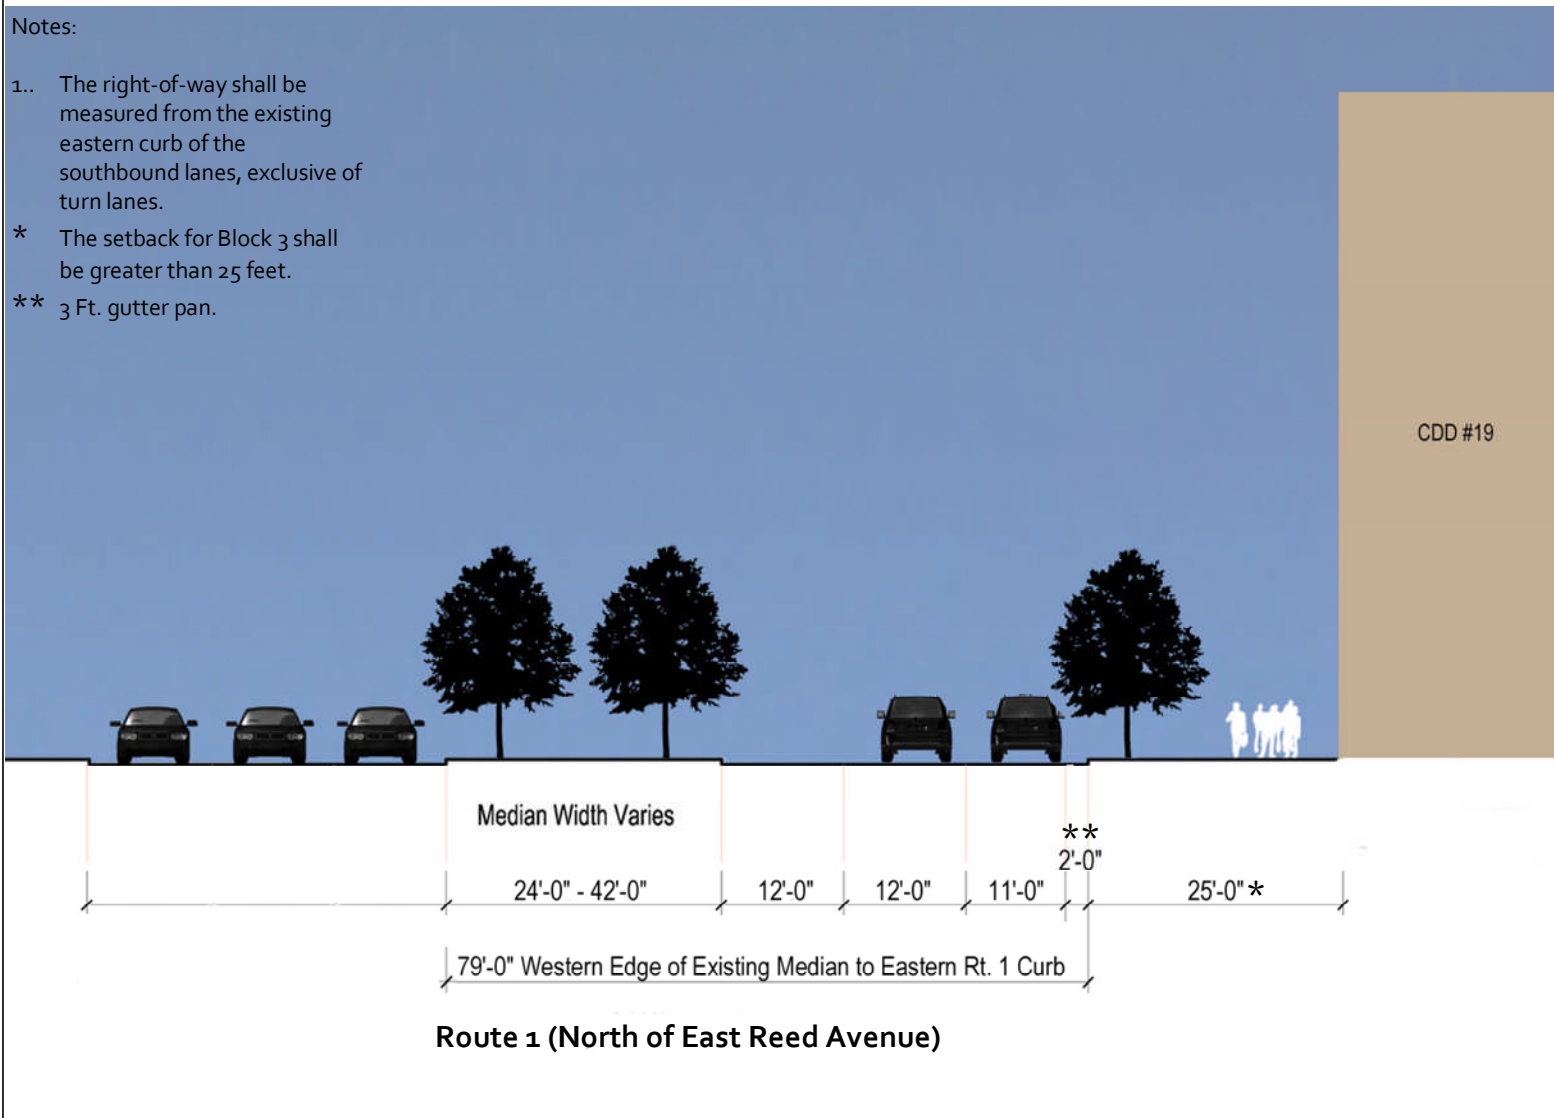 Notes:
1.. The right-of-way shall be
measured from the existing
eastern curb of the
southbound lanes, exclusive of
turn lanes.
* The setback for Block 3 shall
be greater than 25 feet.
** 3 Ft. gutter pan.
CDD #19
Median Width Varies
**
2'-0"
24'-0" - 42'-0" 12'-0" 12'-0" 11'-0" 25'-0" *
79'-0" Western Edge of Existing Median to Eastern Rt. 1 Curb
Route 1 (North of East Reed Avenue)